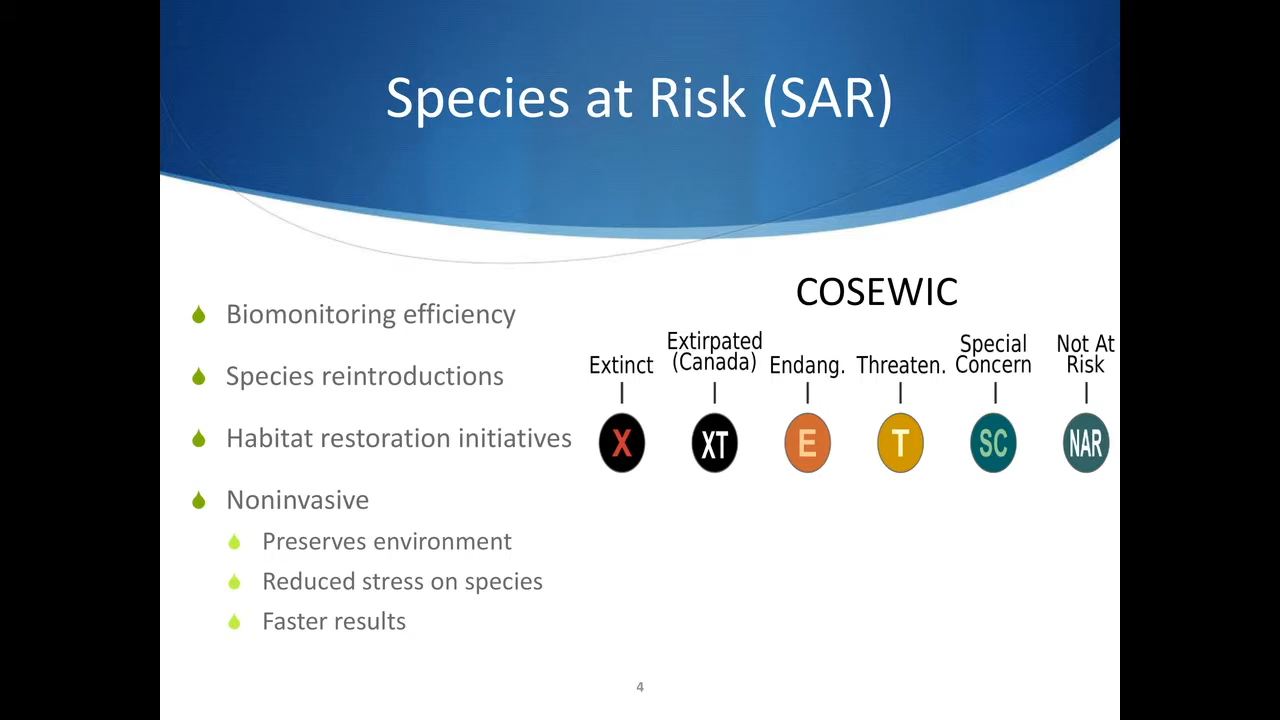 Species at Risk (SAR)
Biomonitoring efficiency
Species reintroductions
Habitat restoration initiatives
Noninvasive
Preserves environment
Reduced stress on species
Faster results
COSEWIC
Extinct
Extirpated
(Canada)
Endang.
Threaten.
Special
Concern
Not At
Risk
X
XT
E
T
SC
NAR
4